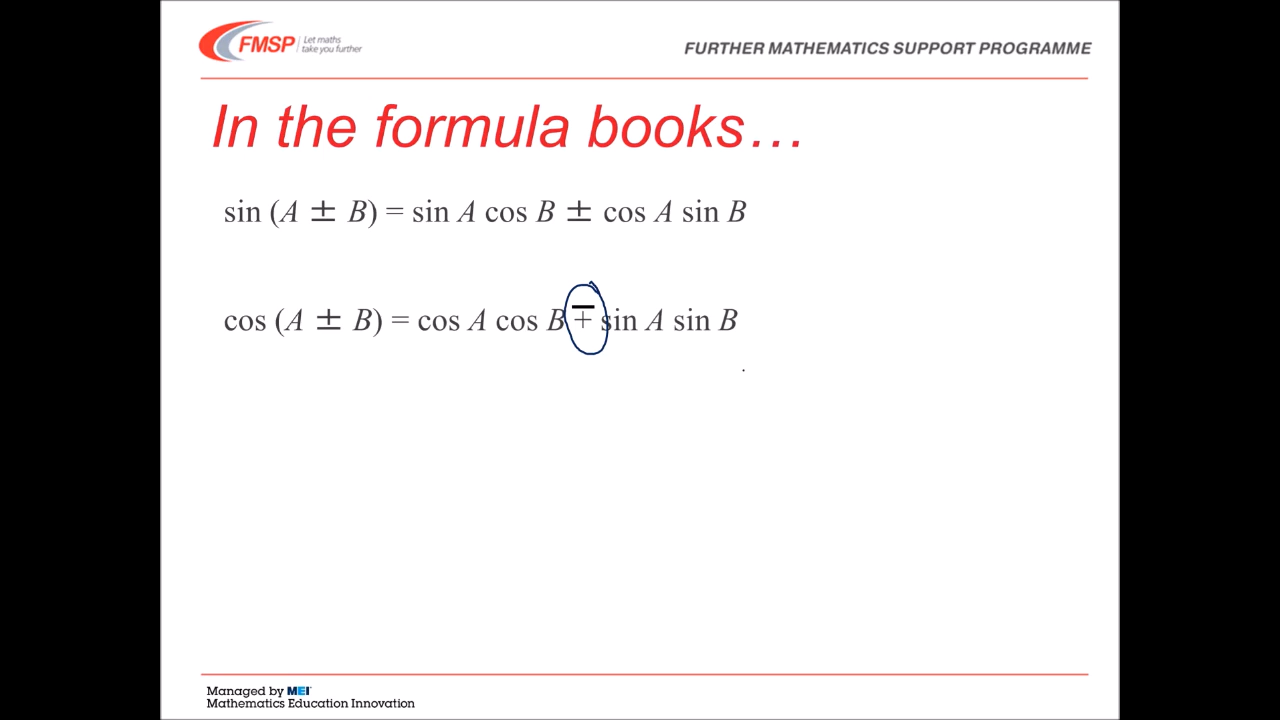 FMSP Let maths
take you further
FURTHER MATHEMATICS SUPPORT PROGRAMME
In the formula books…
sin (A ± B) = sin A cos B ± cos A sin B
cos (A ± B) = cos A cos B ∓ sin A sin B
Managed by MEI
Mathematics Education Innovation